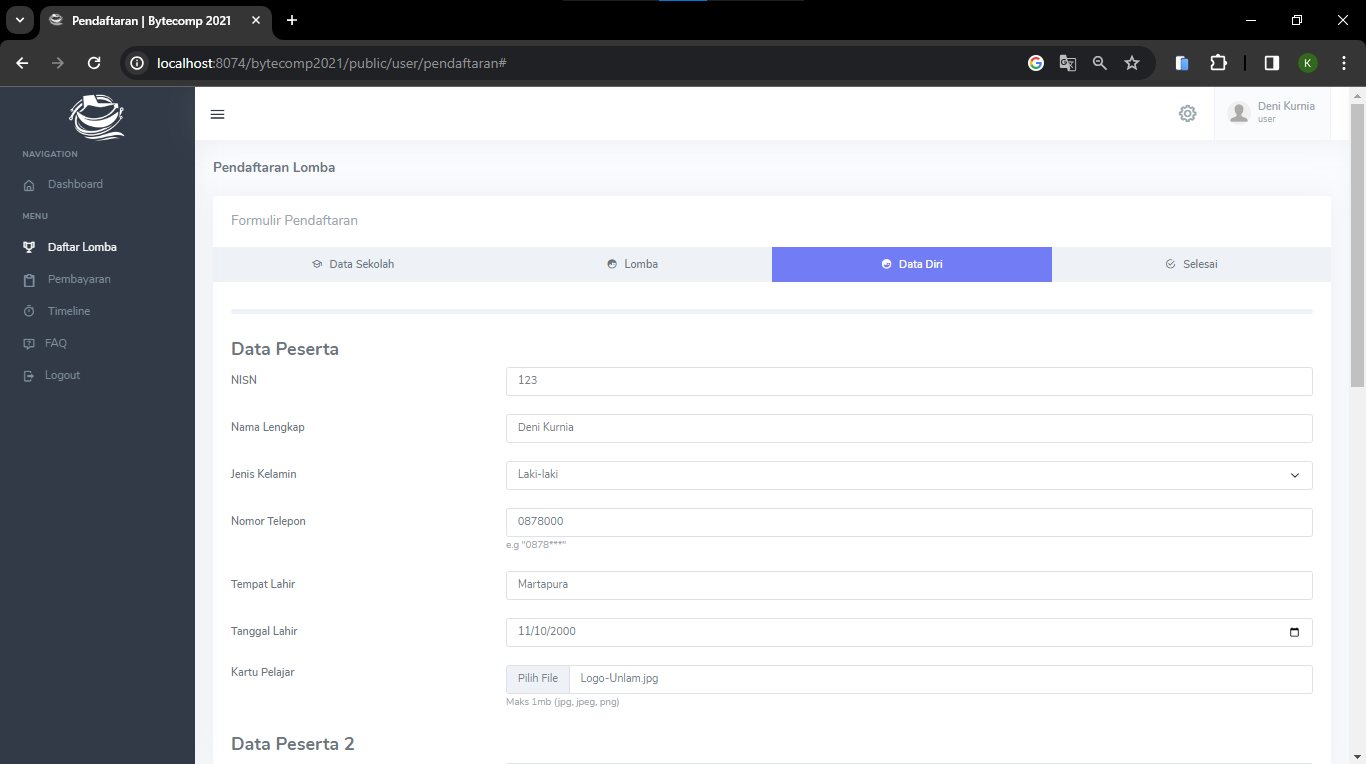 Pendaftaran | Bytecomp 2021
localhost:8074/bytecomp2021/public/user/pendaftaran#
K
Deni Kurnia
user
NAVIGATION
Dashboard
MENU
Daftar Lomba
Pembayaran
Timeline
FAQ
Logout
Pendaftaran Lomba
Formulir Pendaftaran
Data Sekolah Lomba Data Diri Selesai
Data Peserta
NISN 123
Nama Lengkap Deni Kurnia
Jenis Kelamin Laki-laki
Nomor Telepon 0878000
e.g "0878***"
Tempat Lahir Martapura
Tanggal Lahir 11/10/2000
Kartu Pelajar Pilih File Logo-Unlam.jpg
Maks 1mb (jpg, jpeg, png)
Data Peserta 2